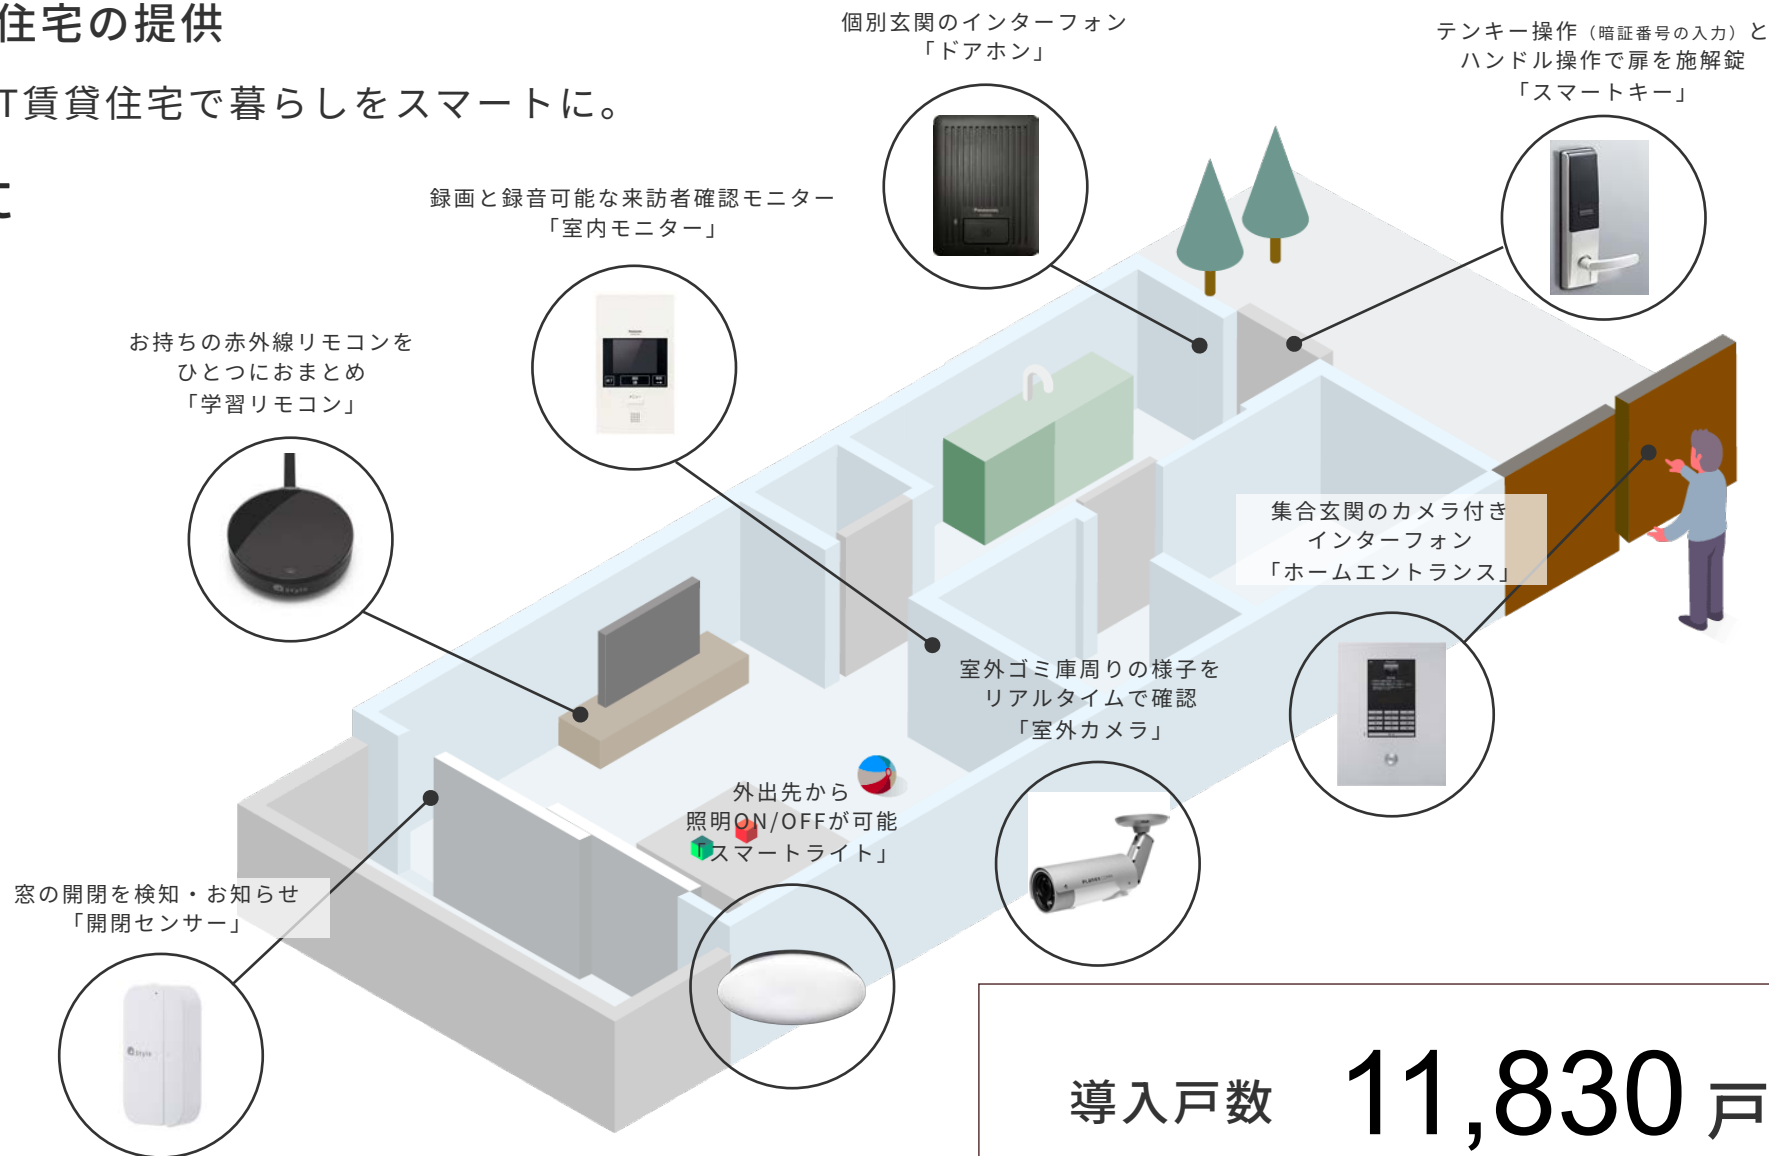 住宅の提供
T賃貸住宅で暮らしをスマートに。
に
個別玄関のインターフォン
「ドアホン」
テンキー操作（暗証番号の入力）と
ハンドル操作で扉を施解錠
「スマートキー」
録画と録音可能な来訪者確認モニター
「室内モニター」
お持ちの赤外線リモコンを
ひとつにおまとめ
「学習リモコン」
集合玄関のカメラ付き
インターフォン
「ホームエントランス」
室外ゴミ庫周りの様子を
リアルタイムで確認
「室外カメラ」
外出先から
照明ON/OFFが可能
「スマートライト」
窓の開閉を検知・お知らせ
「開閉センサー」
Panasonic
Style
Style
PLANEX
導入戸数 11,830 戸